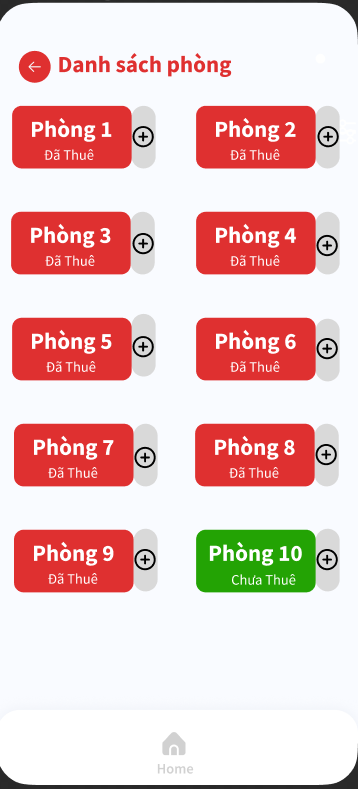 Danh sách phòng
Phòng 1
Đã Thuê
Phòng 2
Đã Thuê
Phòng 3
Đã Thuê
Phòng 4
Đã Thuê
Phòng 5
Đã Thuê
Phòng 6
Đã Thuê
Phòng 7
Đã Thuê
Phòng 8
Đã Thuê
Phòng 9
Đã Thuê
Phòng 10
Chưa Thuê
Home